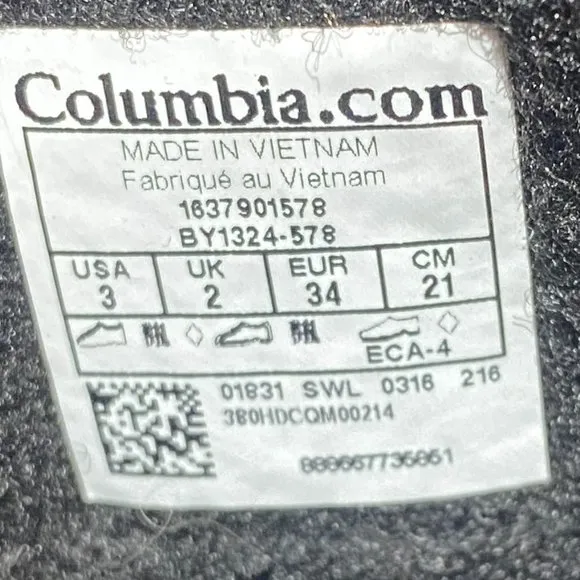 Columbia.com
MADE IN VIETNAM
Fabriqué au Vietnam
1637901578
BY1324-578
USA UK EUR CM
3 2 34 21
ECA-4
01831 SWL 0316 216
380HDCQM00214